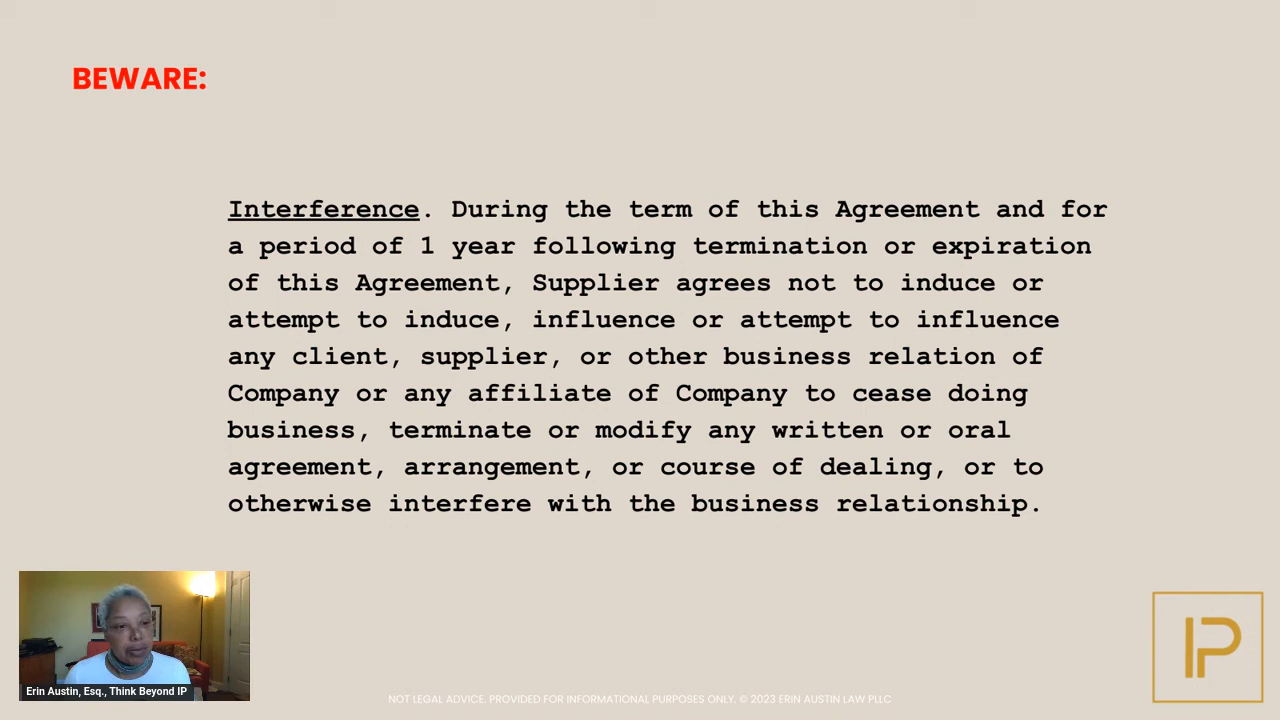 BEWARE:
Interference. During the term of this Agreement and for
a period of 1 year following termination or expiration
of this Agreement, Supplier agrees not to induce or
attempt to induce, influence or attempt to influence
any client, supplier, or other business relation of
Company or any affiliate of Company to cease doing
business, terminate or modify any written or oral
agreement, arrangement, or course of dealing, or to
otherwise interfere with the business relationship.
Erin Austin, Esq., Think Beyond IP
NOT LEGAL ADVICE. PROVIDED FOR INFORMATIONAL PURPOSES ONLY. © 2023 ERIN AUSTIN LAW PLLC
IP